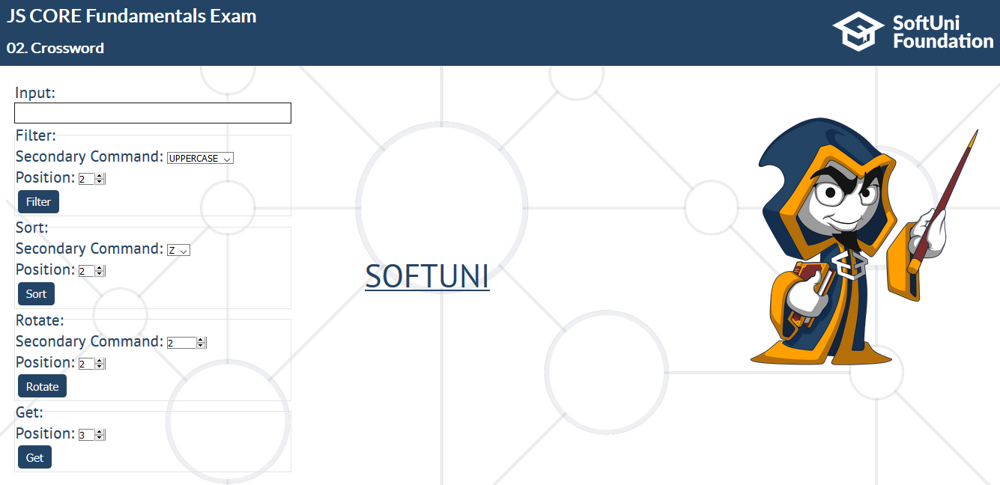 JS CORE Fundamentals Exam
02. Crossword
SoftUni
Foundation
Input:
Filter:
Secondary Command: UPPERCASE
Position: 2
Filter
Sort:
Secondary Command: Z
Position: 2
Sort
Rotate:
Secondary Command: 2
Position: 2
Rotate
Get:
Position: 3
Get
SOFTUNI